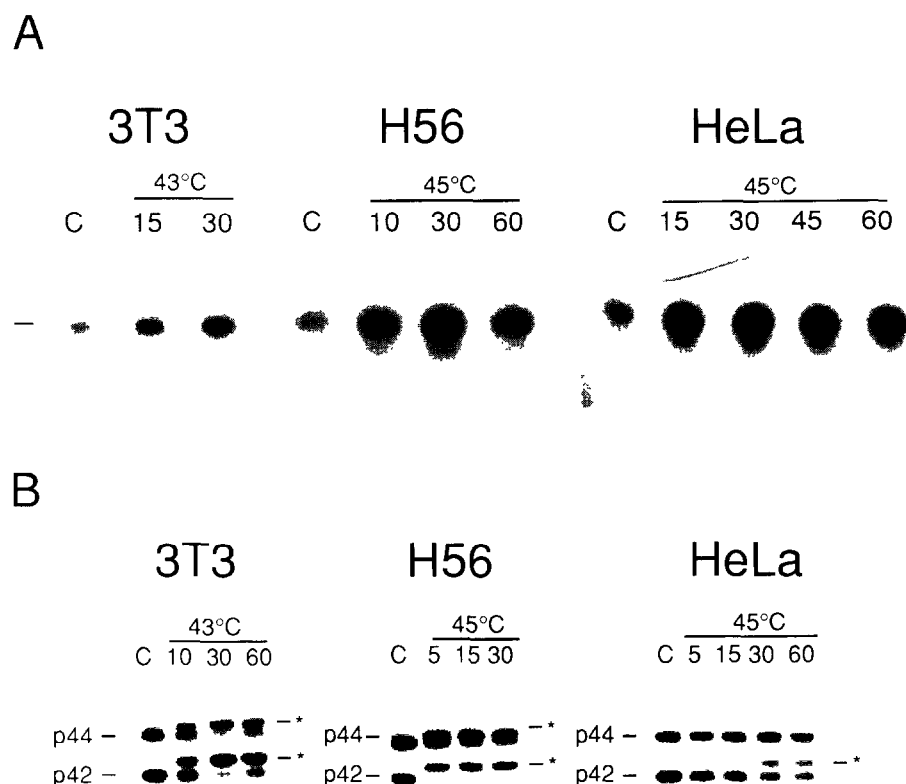 A
3T3 H56 HeLa
43°C 45°C 45°C
C 15 30 C 10 30 60 C 15 30 45 60
B
3T3 H56 HeLa
43°C 45°C 45°C
C 10 30 60 C 5 15 30 C 5 15 30 60
p44 – – * p44 – – * p44 –
p42 – – * p42 – – * p42 – – *